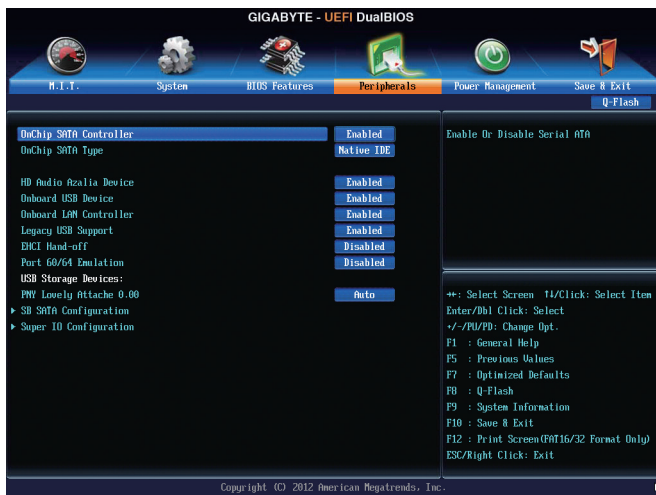 GIGABYTE - UEFI DualBIOS
M.I.T.
System
BIOS Features
Peripherals
Power Management
Save & Exit
Q-Flash
OnChip SATA Controller Enabled
OnChip SATA Type Native IDE
HD Audio Azalia Device Enabled
Onboard USB Device Enabled
Onboard LAN Controller Enabled
Legacy USB Support Enabled
EHCI Hand-off Disabled
Port 60/64 Emulation Disabled
USB Storage Devices:
PNY Lovely Attache 0.00 Auto
SB SATA Configuration
Super IO Configuration
Enable Or Disable Serial ATA
→←: Select Screen ↑↓/Click: Select Item
Enter/Dbl Click: Select
+/-/PU/PD: Change Opt.
F1 : General Help
F5 : Previous Values
F7 : Optimized Defaults
F8 : Q-Flash
F9 : System Information
F10 : Save & Exit
F12 : Print Screen(FAT16/32 Format Only)
ESC/Right Click: Exit
Copyright (C) 2012 American Megatrends, Inc.